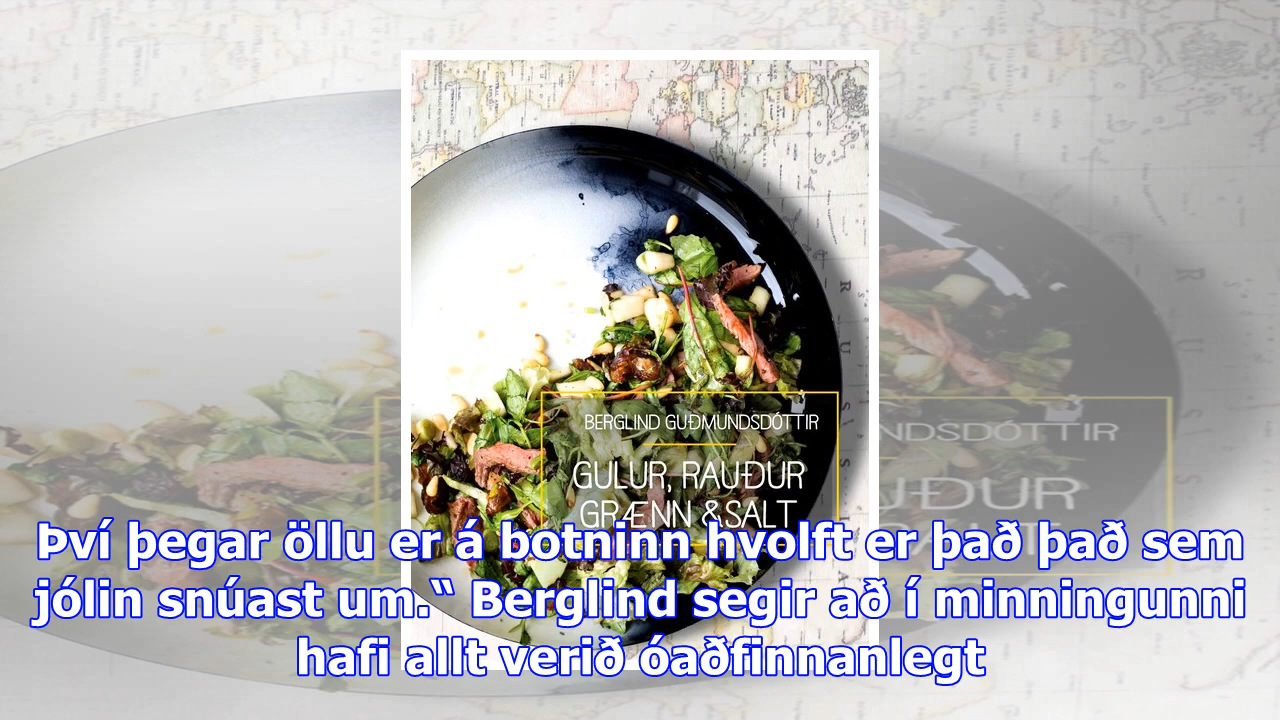 BERGLIND GUÐMUNDSDÓTTIR
GULUR, RAUÐUR
GRÆNN & SALT
Því þegar öllu er á botninn hvolft er það það sem
jólin snúast um.“ Berglind segir að í minningunni
hafi allt verið óaðfinnanlegt